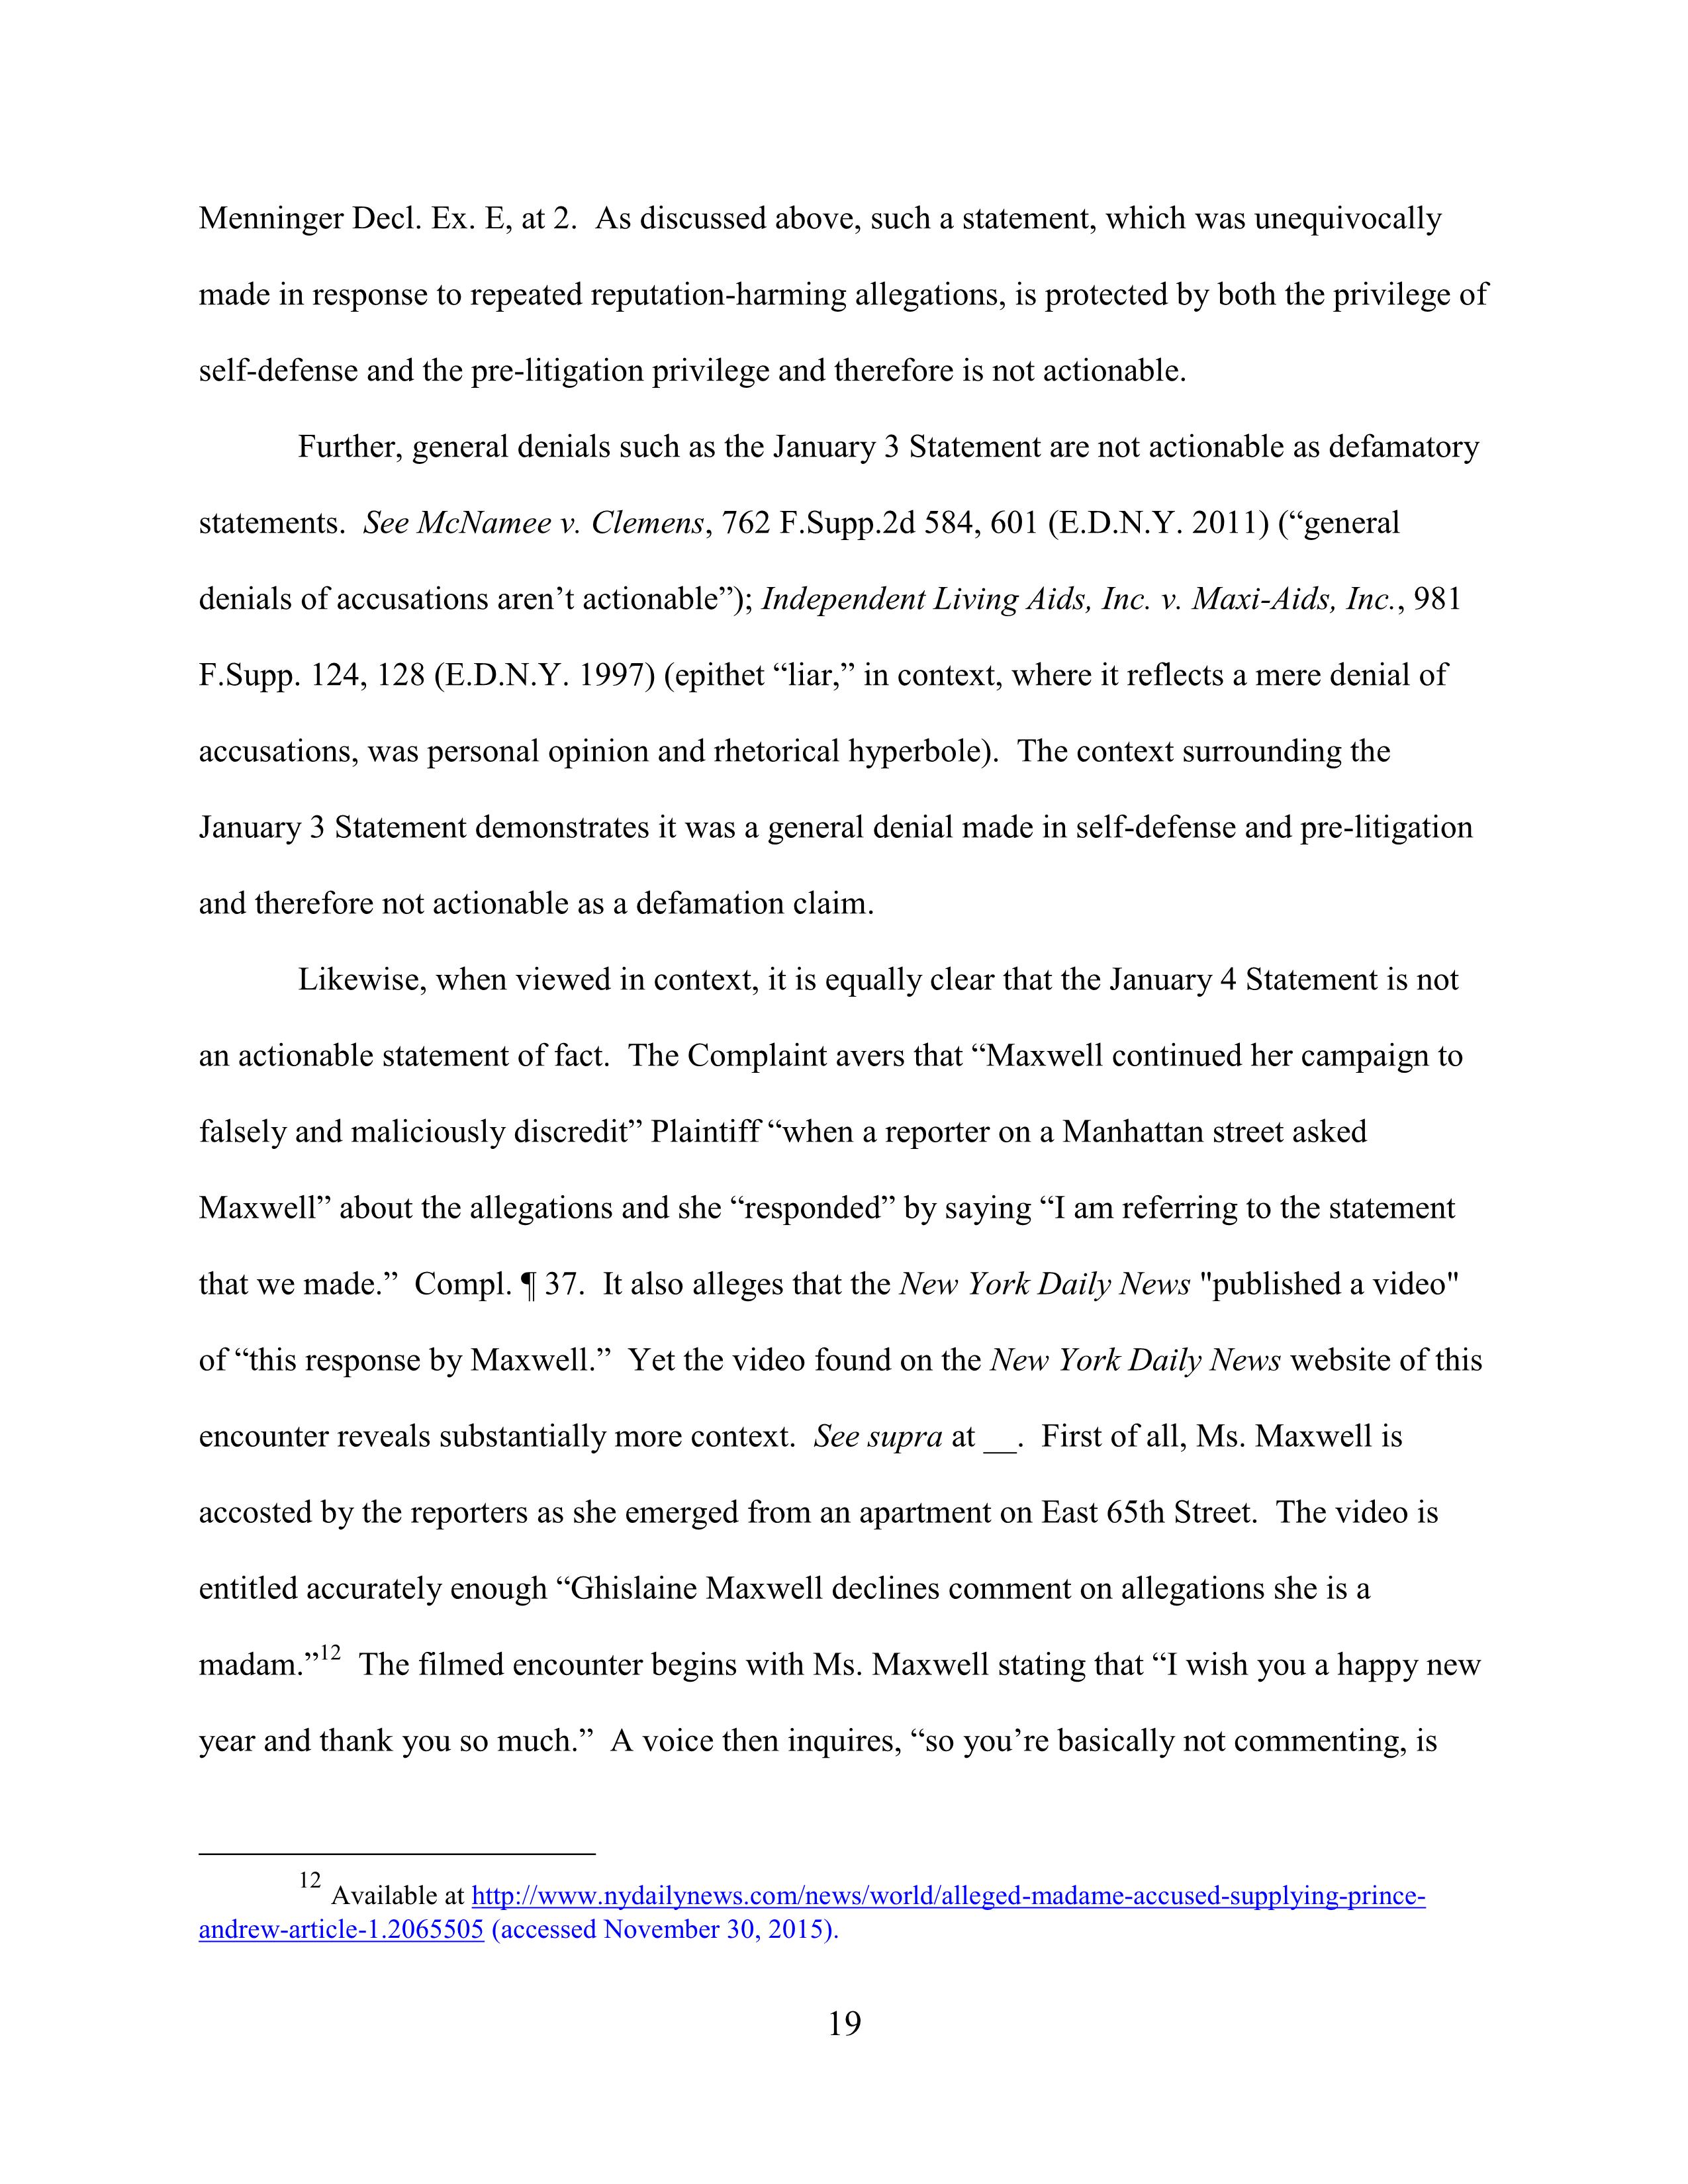 Menninger Decl. Ex. E, at 2.  As discussed above, such a statement, which was unequivocally
made in response to repeated reputation-harming allegations, is protected by both the privilege of
self-defense and the pre-litigation privilege and therefore is not actionable.
Further, general denials such as the January 3 Statement are not actionable as defamatory
statements.  See McNamee v. Clemens, 762 F.Supp.2d 584, 601 (E.D.N.Y. 2011) (“general
denials of accusations aren’t actionable”); Independent Living Aids, Inc. v. Maxi-Aids, Inc., 981
F.Supp. 124, 128 (E.D.N.Y. 1997) (epithet “liar,” in context, where it reflects a mere denial of
accusations, was personal opinion and rhetorical hyperbole).  The context surrounding the
January 3 Statement demonstrates it was a general denial made in self-defense and pre-litigation
and therefore not actionable as a defamation claim.
Likewise, when viewed in context, it is equally clear that the January 4 Statement is not
an actionable statement of fact.  The Complaint avers that “Maxwell continued her campaign to
falsely and maliciously discredit” Plaintiff “when a reporter on a Manhattan street asked
Maxwell” about the allegations and she “responded” by saying “I am referring to the statement
that we made.”  Compl. ¶ 37.  It also alleges that the New York Daily News "published a video"
of “this response by Maxwell.”  Yet the video found on the New York Daily News website of this
encounter reveals substantially more context.  See supra at __.  First of all, Ms. Maxwell is
accosted by the reporters as she emerged from an apartment on East 65th Street.  The video is
entitled accurately enough “Ghislaine Maxwell declines comment on allegations she is a
madam.”12  The filmed encounter begins with Ms. Maxwell stating that “I wish you a happy new
year and thank you so much.”  A voice then inquires, “so you’re basically not commenting, is
12 Available at http://www.nydailynews.com/news/world/alleged-madame-accused-supplying-prince-
andrew-article-1.2065505 (accessed November 30, 2015).
19